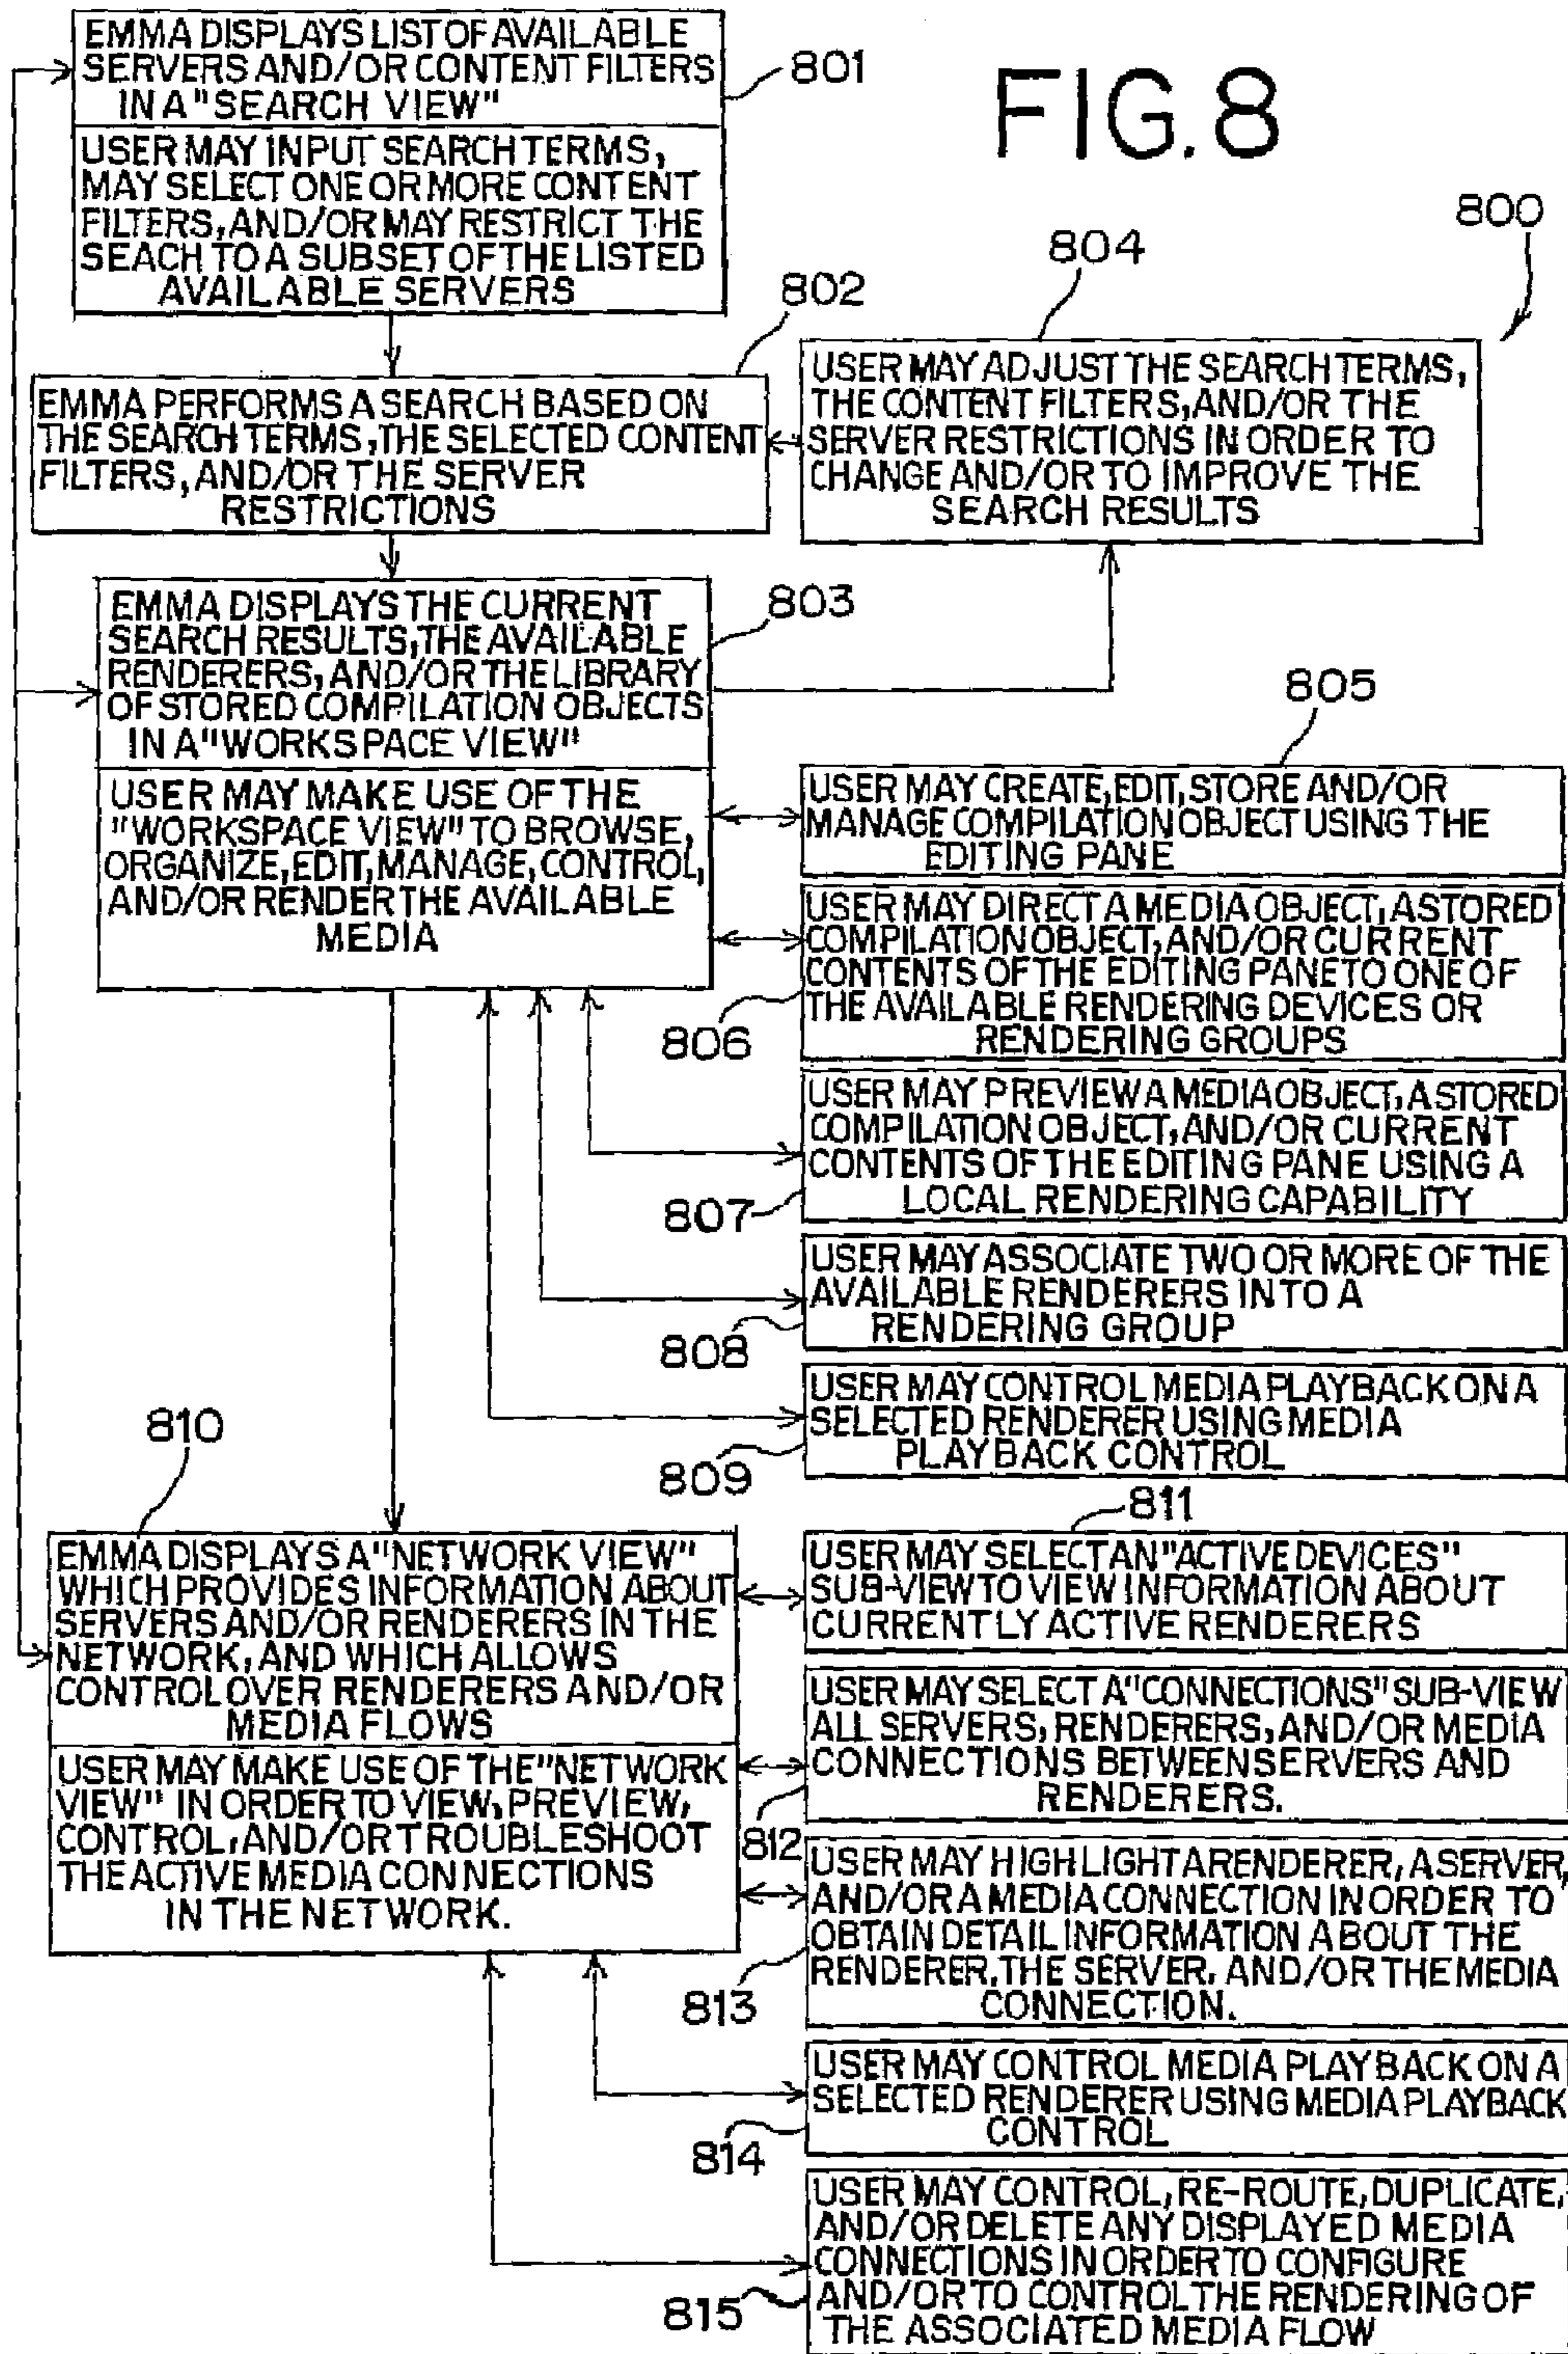 FIG. 8
800
801
EMMA DISPLAYS LIST OF AVAILABLE
SERVERS AND/OR CONTENT FILTERS
IN A "SEARCH VIEW"
USER MAY INPUT SEARCH TERMS,
MAY SELECT ONE OR MORE CONTENT
FILTERS, AND/OR MAY RESTRICT THE
SEACH TO A SUBSET OF THE LISTED
AVAILABLE SERVERS
802
EMMA PERFORMS A SEARCH BASED ON
THE SEARCH TERMS, THE SELECTED CONTENT
FILTERS, AND/OR THE SERVER
RESTRICTIONS
804
USER MAY ADJUST THE SEARCH TERMS,
THE CONTENT FILTERS, AND/OR THE
SERVER RESTRICTIONS IN ORDER TO
CHANGE AND/OR TO IMPROVE THE
SEARCH RESULTS
803
EMMA DISPLAYS THE CURRENT
SEARCH RESULTS, THE AVAILABLE
RENDERERS, AND/OR THE LIBRARY
OF STORED COMPILATION OBJECTS
IN A "WORKSPACE VIEW"
USER MAY MAKE USE OF THE
"WORKSPACE VIEW" TO BROWSE,
ORGANIZE, EDIT, MANAGE, CONTROL,
AND/OR RENDER THE AVAILABLE
MEDIA
805
USER MAY CREATE, EDIT, STORE AND/OR
MANAGE COMPILATION OBJECT USING THE
EDITING PANE
806
USER MAY DIRECT A MEDIA OBJECT, A STORED
COMPILATION OBJECT, AND/OR CURRENT
CONTENTS OF THE EDITING PANE TO ONE OF
THE AVAILABLE RENDERING DEVICES OR
RENDERING GROUPS
807
USER MAY PREVIEW A MEDIA OBJECT, A STORED
COMPILATION OBJECT, AND/OR CURRENT
CONTENTS OF THE EDITING PANE USING A
LOCAL RENDERING CAPABILITY
808
USER MAY ASSOCIATE TWO OR MORE OF THE
AVAILABLE RENDERERS INTO A
RENDERING GROUP
809
USER MAY CONTROL MEDIA PLAYBACK ON A
SELECTED RENDERER USING MEDIA
PLAYBACK CONTROL
810
EMMA DISPLAYS A "NETWORK VIEW"
WHICH PROVIDES INFORMATION ABOUT
SERVERS AND/OR RENDERERS IN THE
NETWORK, AND WHICH ALLOWS
CONTROL OVER RENDERERS AND/OR
MEDIA FLOWS
USER MAY MAKE USE OF THE "NETWORK
VIEW" IN ORDER TO VIEW, PREVIEW,
CONTROL, AND/OR TROUBLESHOOT
THE ACTIVE MEDIA CONNECTIONS
IN THE NETWORK.
811
USER MAY SELECT AN "ACTIVE DEVICES"
SUB-VIEW TO VIEW INFORMATION ABOUT
CURRENTLY ACTIVE RENDERERS
812
USER MAY SELECT A "CONNECTIONS" SUB-VIEW
ALL SERVERS, RENDERERS, AND/OR MEDIA
CONNECTIONS BETWEEN SERVERS AND
RENDERERS.
813
USER MAY HIGHLIGHT A RENDERER, A SERVER,
AND/OR A MEDIA CONNECTION IN ORDER TO
OBTAIN DETAIL INFORMATION ABOUT THE
RENDERER, THE SERVER, AND/OR THE MEDIA
CONNECTION.
814
USER MAY CONTROL MEDIA PLAYBACK ON A
SELECTED RENDERER USING MEDIA PLAYBACK
CONTROL
815
USER MAY CONTROL, RE-ROUTE, DUPLICATE,
AND/OR DELETE ANY DISPLAYED MEDIA
CONNECTIONS IN ORDER TO CONFIGURE
AND/OR TO CONTROL THE RENDERING OF
THE ASSOCIATED MEDIA FLOW